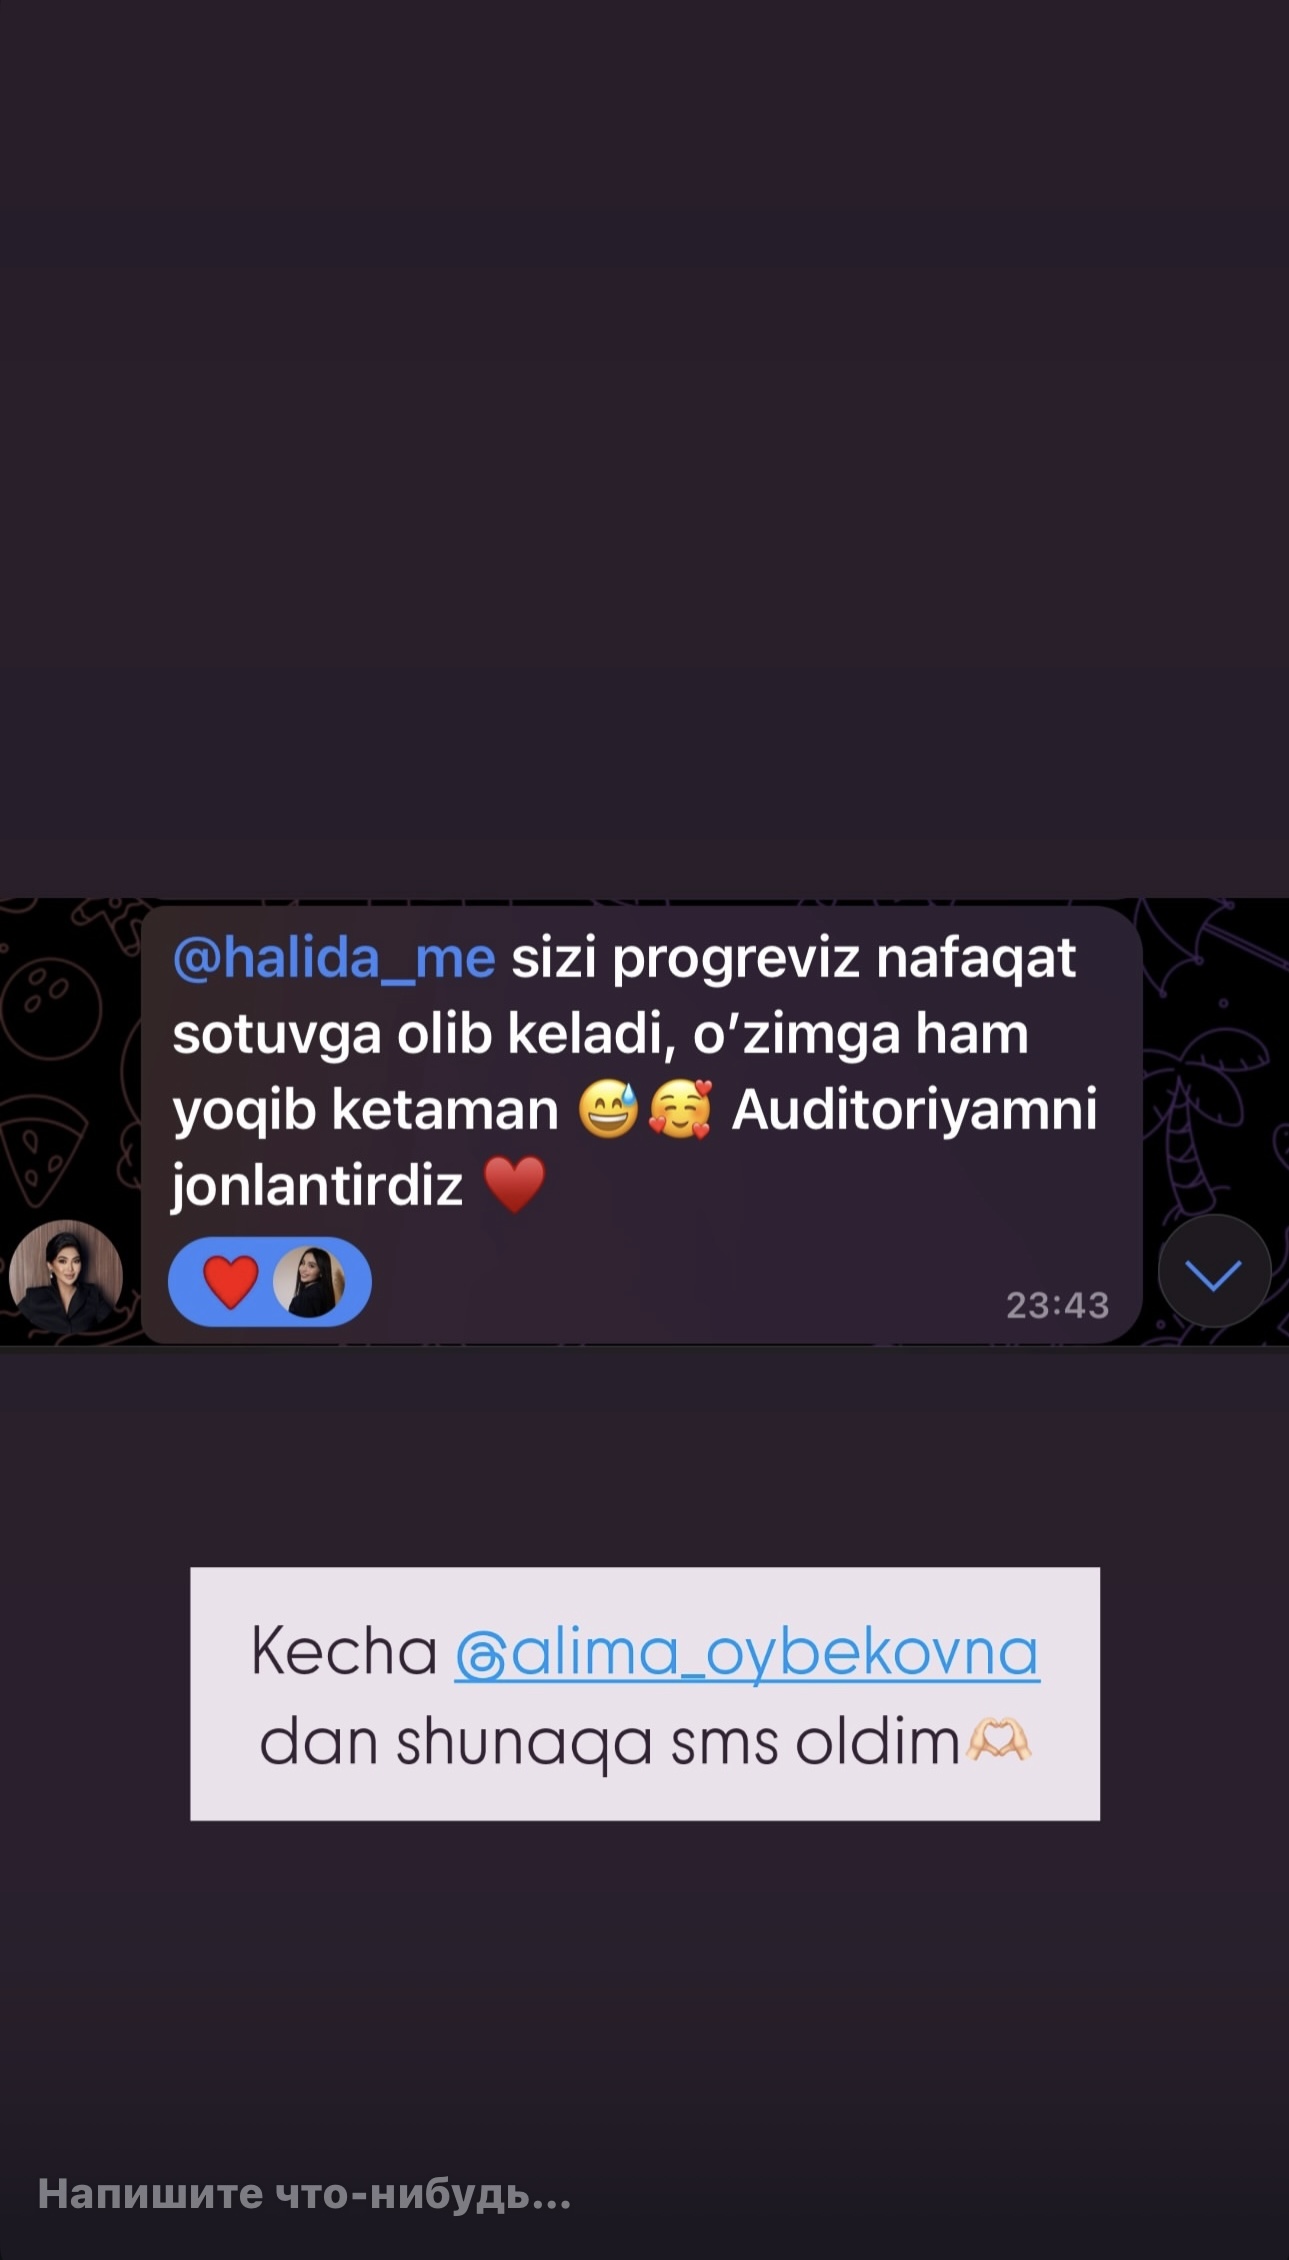 @halida_me sizi progreviz nafaqat
sotuvga olib keladi, o’zimga ham
yoqib ketaman 😅🥰 Auditoriyamni
jonlantirdiz ♥️
❤️
23:43
Kecha @alima_oybekovna
dan shunaqa sms oldim🫶🏻
Напишите что-нибудь...